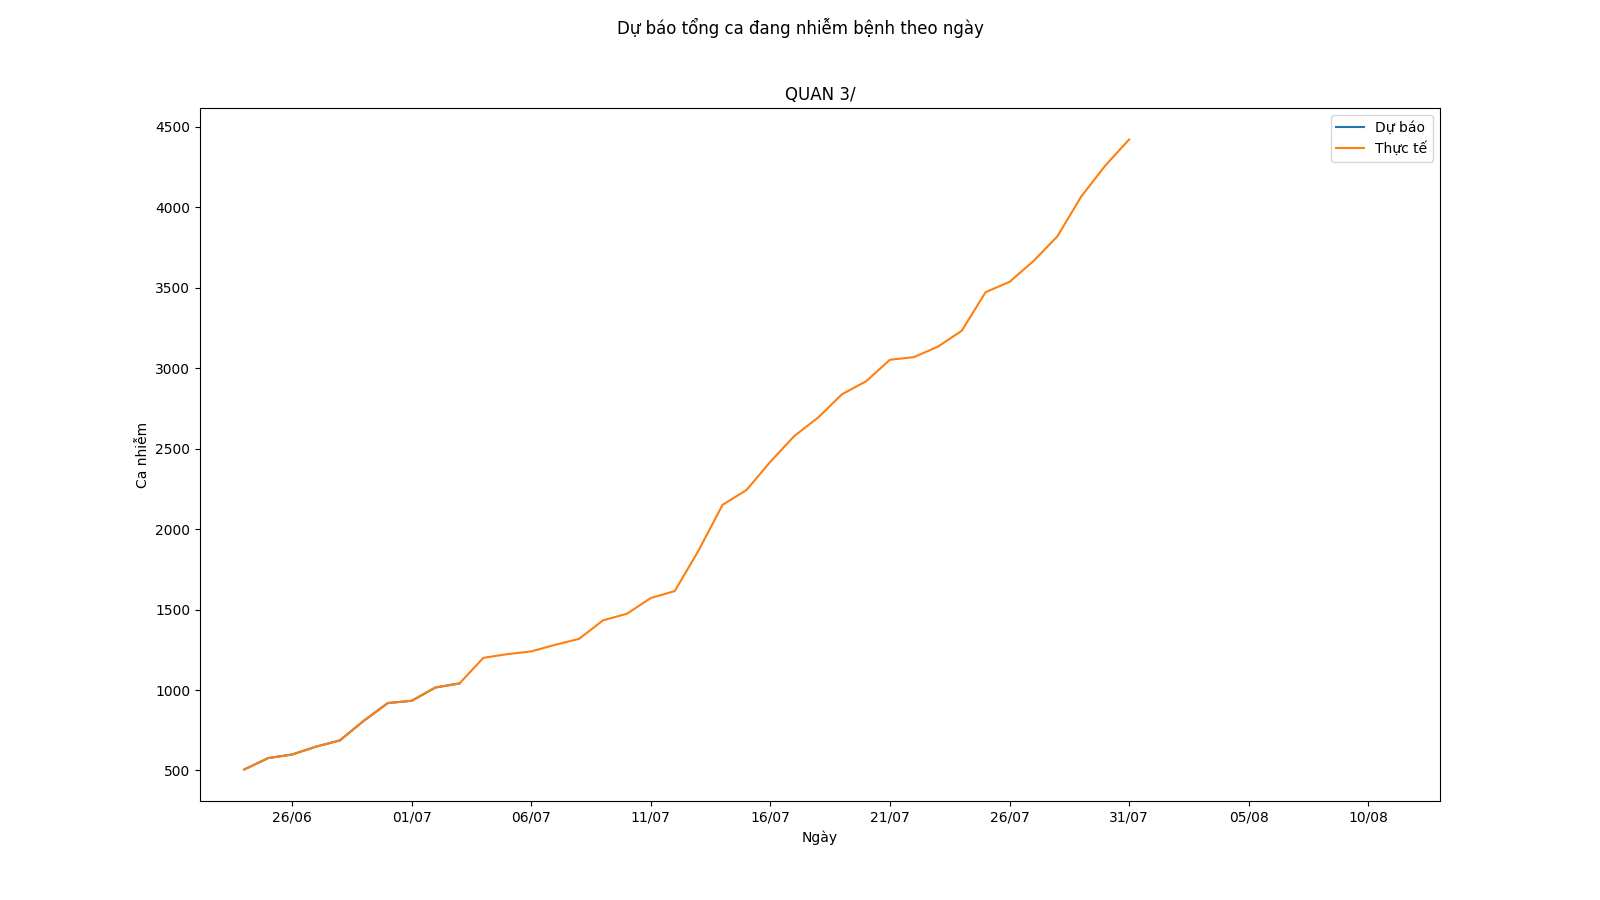 Dự báo tổng ca đang nhiễm bệnh theo ngày
QUAN 3/
Dự báo
Thực tế
4500
4000
3500
3000
2500
2000
1500
1000
500
Ca nhiễm
26/06 01/07 06/07 11/07 16/07 21/07 26/07 31/07 05/08 10/08
Ngày